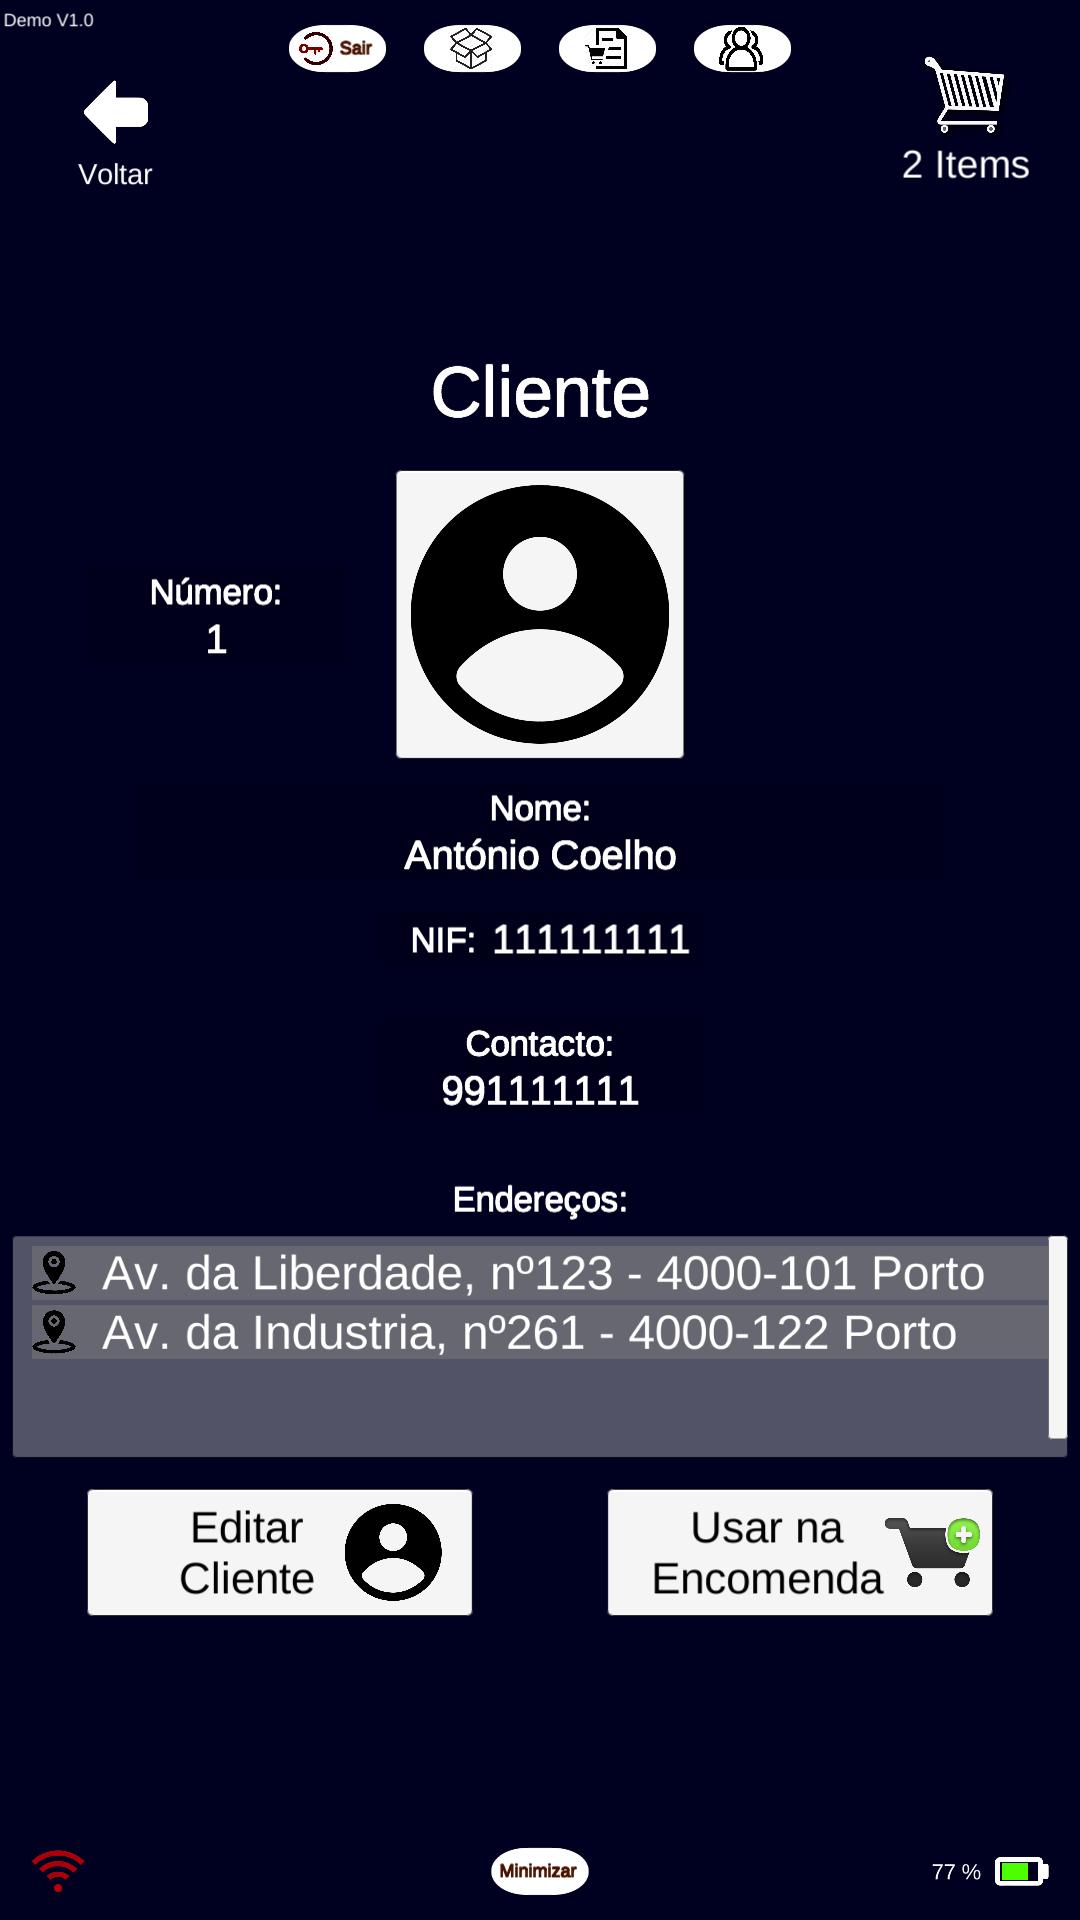 Demo V1.0
Sair
Voltar
2 Items
Cliente
Número:
1
Nome:
António Coelho
NIF: 111111111
Contacto:
991111111
Endereços:
Av. da Liberdade, nº123 - 4000-101 Porto
Av. da Industria, nº261 - 4000-122 Porto
Editar
Cliente
Usar na
Encomenda
Minimizar
77 %